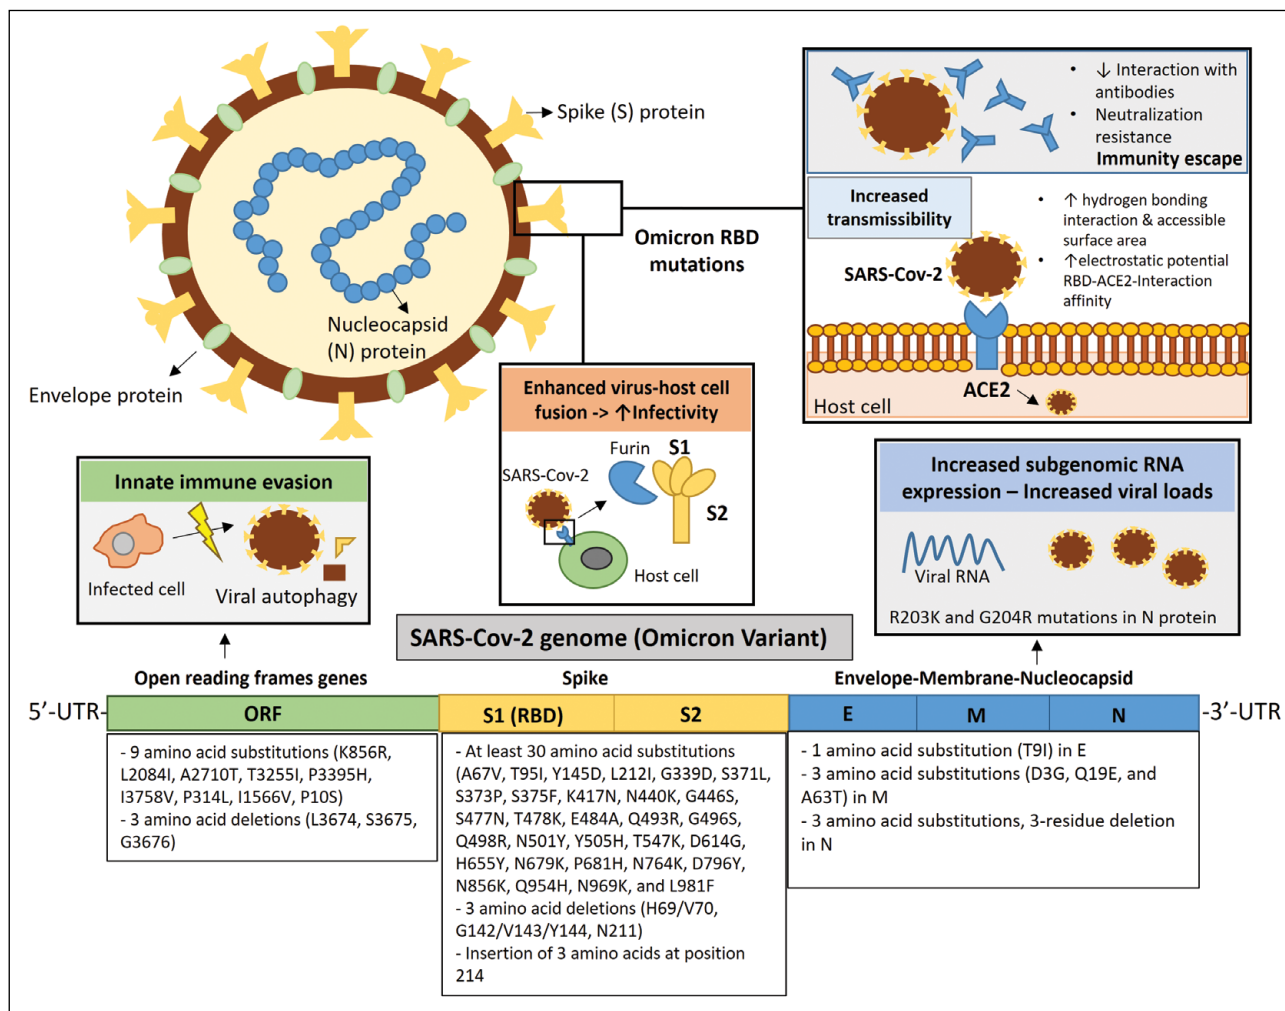 Spike (S) protein
Nucleocapsid
(N) protein
Envelope protein
Omicron RBD
mutations
• ↓ Interaction with
antibodies
• Neutralization
resistance
Immunity escape
Increased
transmissibility
• ↑ hydrogen bonding
interaction & accessible
surface area
• ↑electrostatic potential
RBD-ACE2-Interaction
affinity
SARS-Cov-2
ACE2
Host cell
Enhanced virus-host cell
fusion -> ↑Infectivity
Furin
S1
SARS-Cov-2
S2
Host cell
Innate immune evasion
Infected cell
Viral autophagy
Increased subgenomic RNA
expression – Increased viral loads
Viral RNA
R203K and G204R mutations in N protein
SARS-Cov-2 genome (Omicron Variant)
Open reading frames genes
Spike
Envelope-Membrane-Nucleocapsid
5’-UTR-
ORF
S1 (RBD)
S2
E
M
N
-3’-UTR
- 9 amino acid substitutions (K856R,
L2084I, A2710T, T3255I, P3395H,
I3758V, P314L, I1566V, P10S)
- 3 amino acid deletions (L3674, S3675,
G3676)
- At least 30 amino acid substitutions
(A67V, T95I, Y145D, L212I, G339D, S371L,
S373P, S375F, K417N, N440K, G446S,
S477N, T478K, E484A, Q493R, G496S,
Q498R, N501Y, Y505H, T547K, D614G,
H655Y, N679K, P681H, N764K, D796Y,
N856K, Q954H, N969K, and L981F
- 3 amino acid deletions (H69/V70,
G142/V143/Y144, N211)
- Insertion of 3 amino acids at position
214
- 1 amino acid substitution (T9I) in E
- 3 amino acid substitutions (D3G, Q19E, and
A63T) in M
- 3 amino acid substitutions, 3-residue deletion
in N